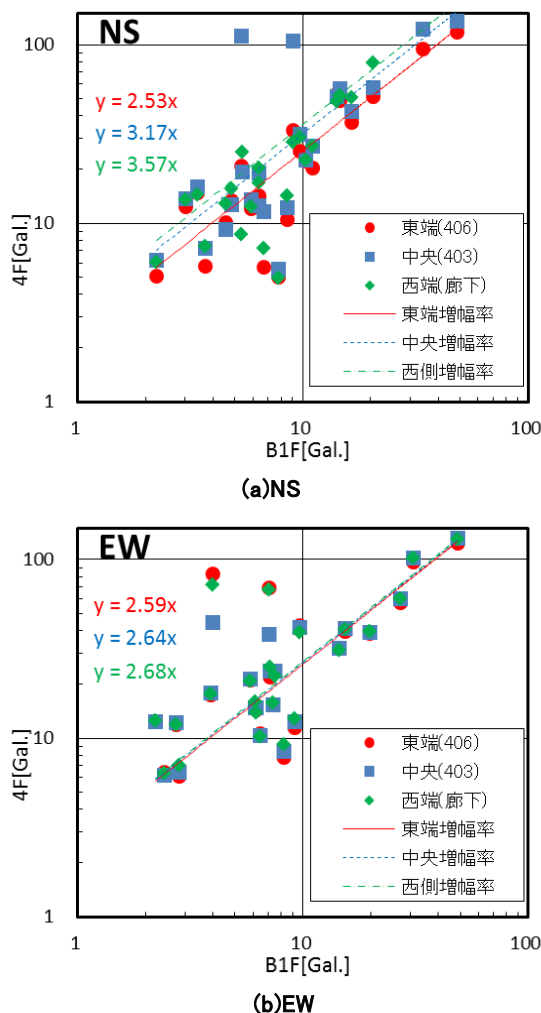 NS
100
y = 2.53x
y = 3.17x
y = 3.57x
4F[Gal.]
10
東端(406)
中央(403)
西端(廊下)
東端増幅率
中央増幅率
西側増幅率
1
1
10
100
B1F[Gal.]
(a)NS
EW
100
y = 2.59x
y = 2.64x
y = 2.68x
4F[Gal.]
10
東端(406)
中央(403)
西端(廊下)
東端増幅率
中央増幅率
西側増幅率
1
1
10
100
B1F[Gal.]
(b)EW